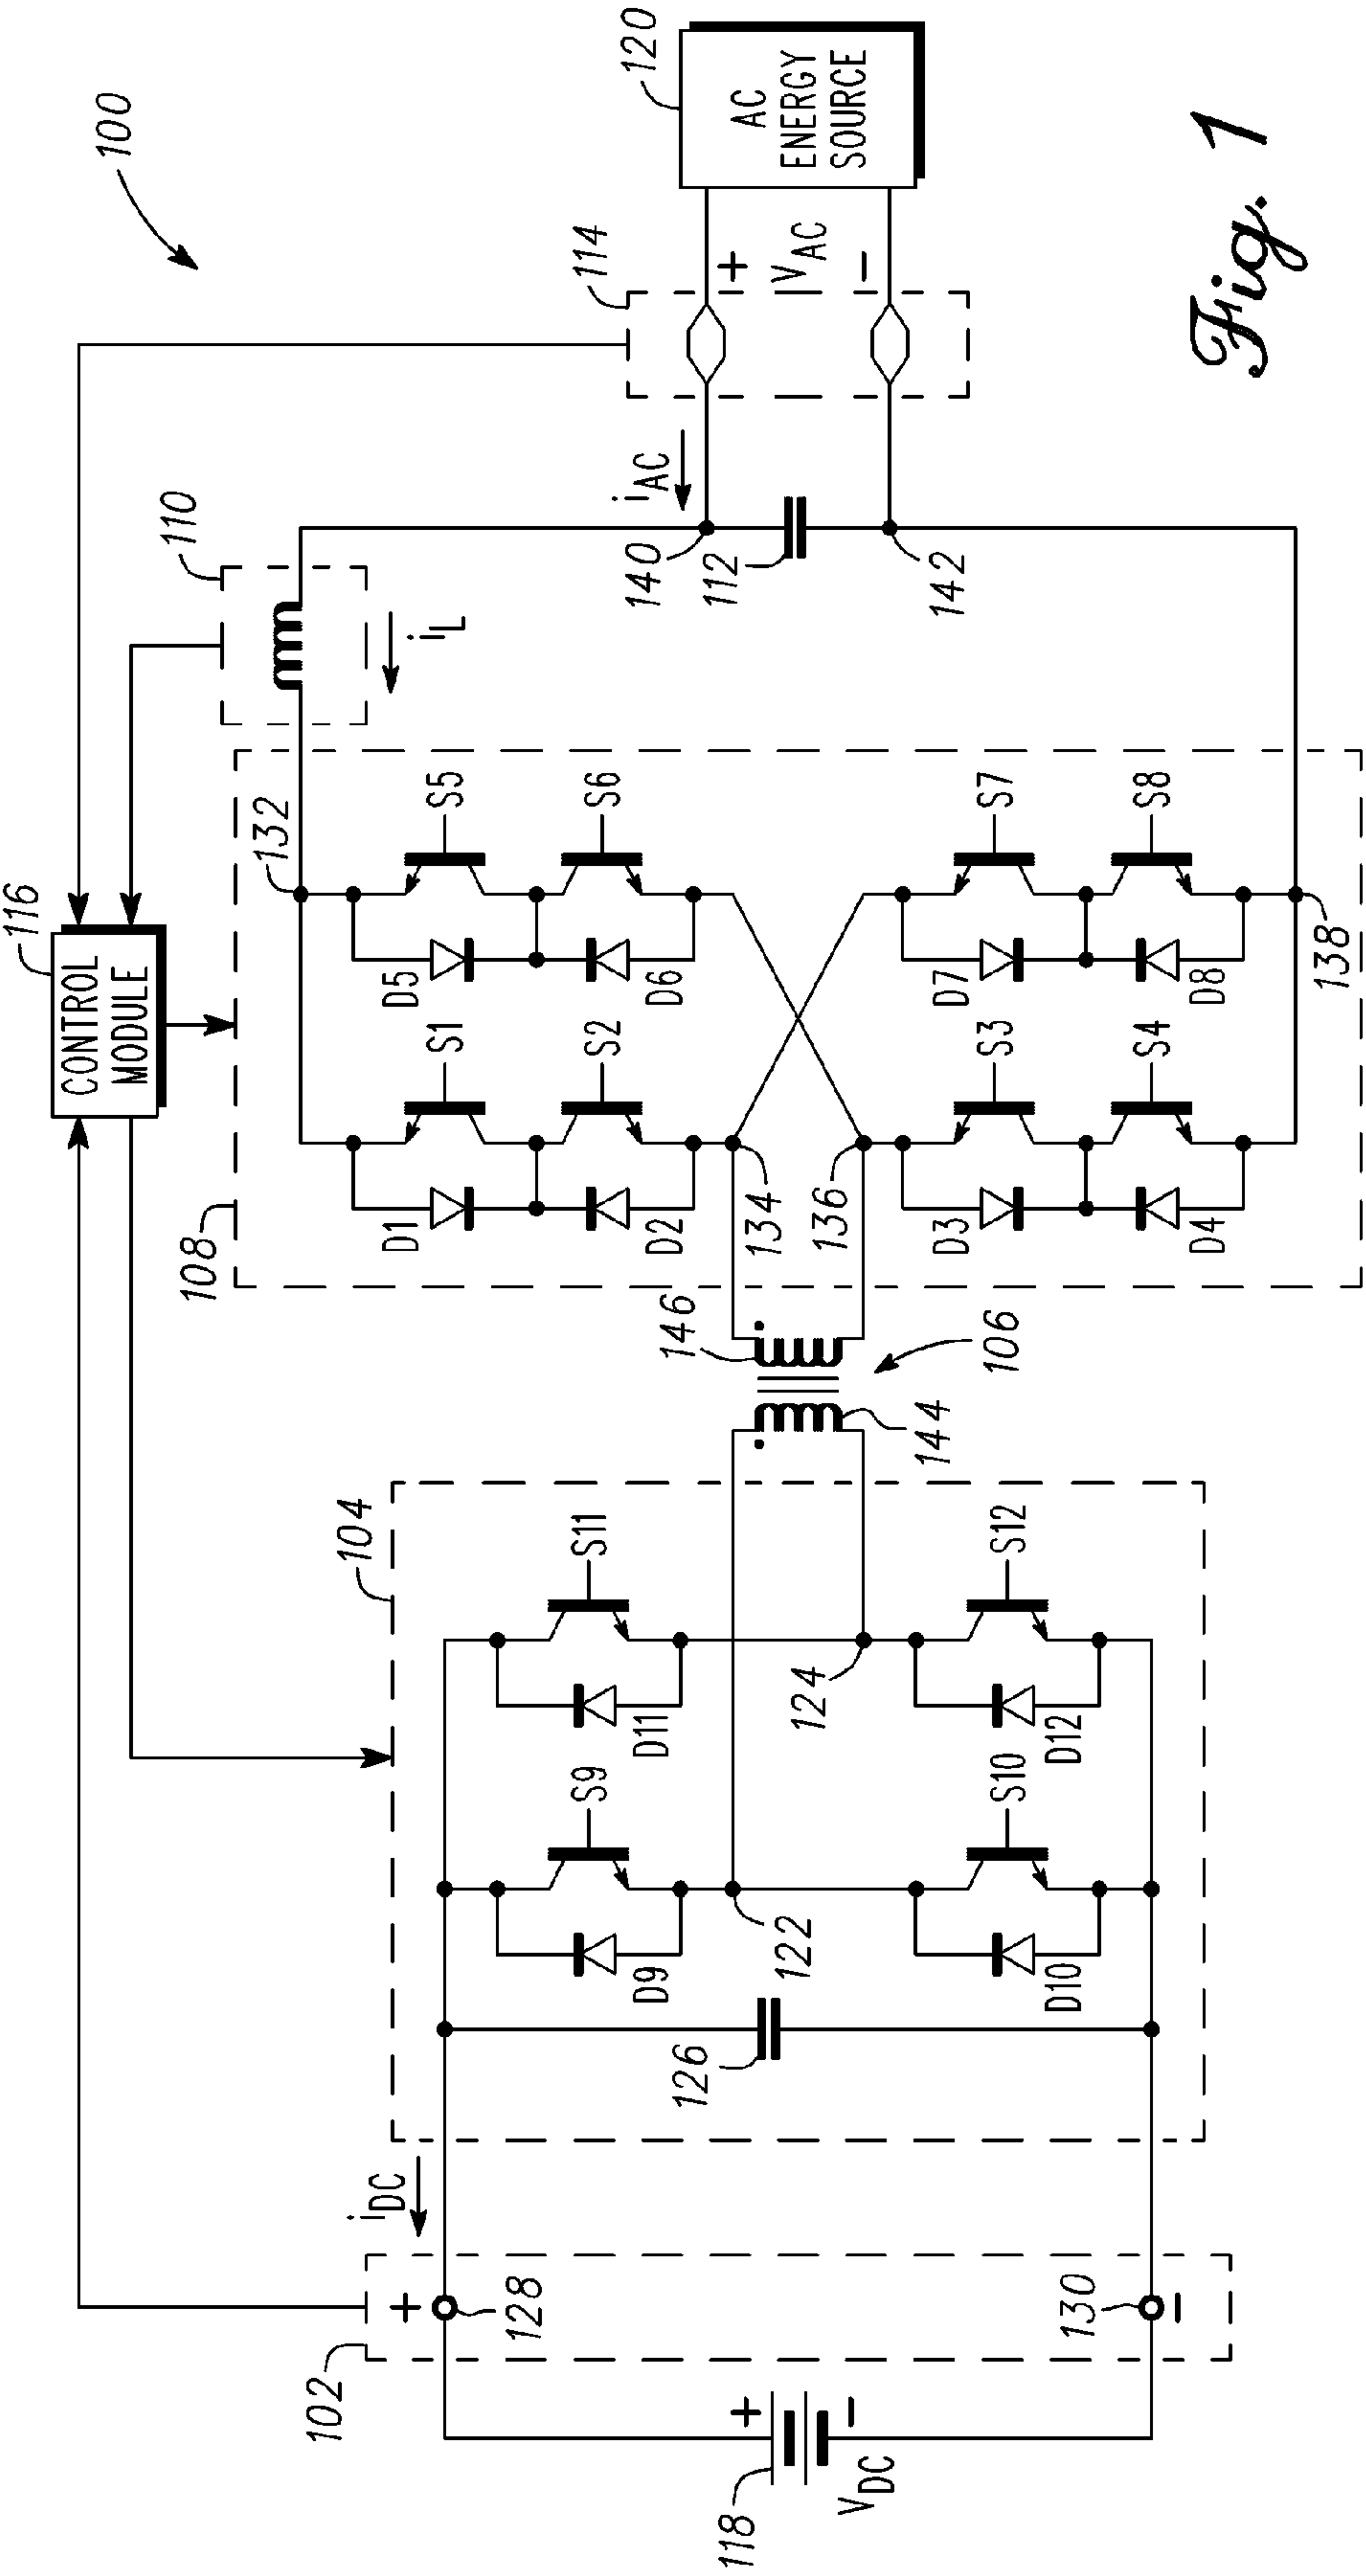 100
116
CONTROL
MODULE
110
iL
114
120
AC
ENERGY
SOURCE
+
VAC
−
iAC
140
112
142
108
132
S1
D1
S2
D2
S5
D5
S6
D6
134
136
S3
D3
S4
D4
S7
D7
S8
D8
138
146
144
106
104
S9
D9
S11
D11
122
124
126
S10
D10
S12
D12
iDC
102
+
128
130
−
118
+
−
VDC
Fig. 1